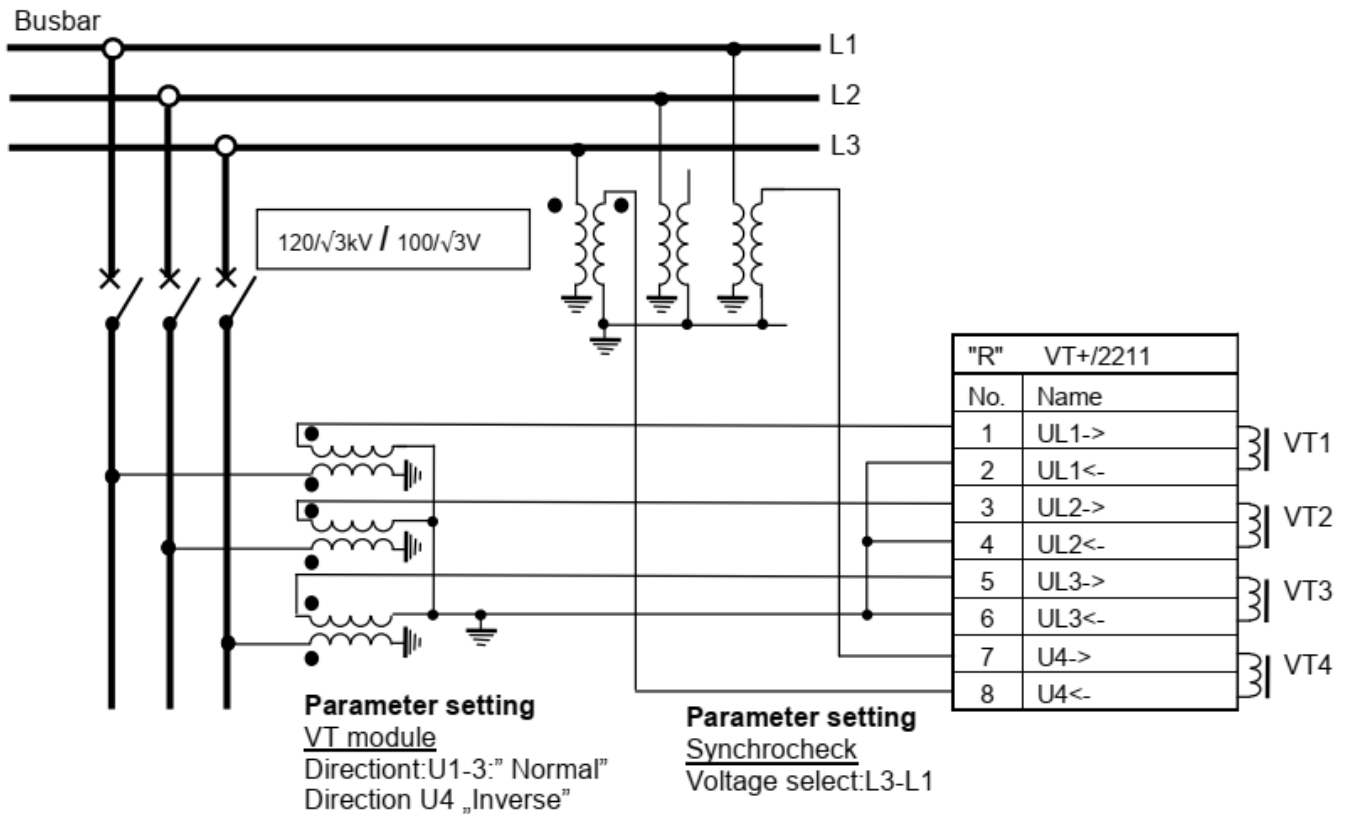 Busbar
L1
L2
L3
120/√3kV / 100/√3V
"R" VT+/2211
No. Name
1 UL1->
2 UL1<-
VT1
3 UL2->
4 UL2<-
VT2
5 UL3->
6 UL3<-
VT3
7 U4->
8 U4<-
VT4
Parameter setting
VT module
Directiont:U1-3:” Normal”
Direction U4 „Inverse”
Parameter setting
Synchrocheck
Voltage select:L3-L1